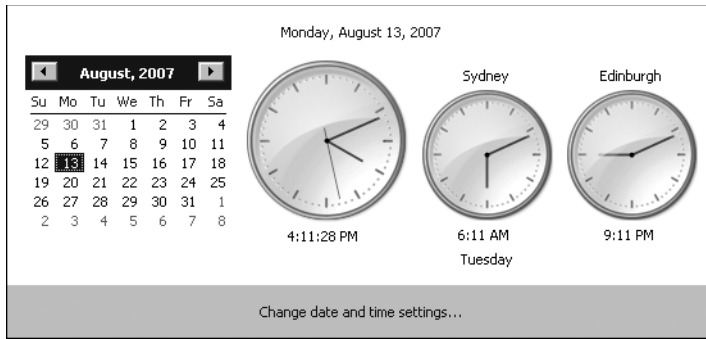 Monday, August 13, 2007
August, 2007
Su Mo Tu We Th Fr Sa
29 30 31 1 2 3 4
5 6 7 8 9 10 11
12 13 14 15 16 17 18
19 20 21 22 23 24 25
26 27 28 29 30 31 1
2 3 4 5 6 7 8
4:11:28 PM
Sydney
6:11 AM
Tuesday
Edinburgh
9:11 PM
Change date and time settings...